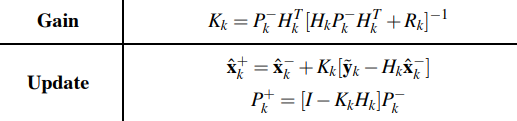 Gain K_k = P_k^- H_k^T [H_k P_k^- H_k^T + R_k]^{-1}
Update x̂_k^+ = x̂_k^- + K_k[ỹ_k − H_k x̂_k^-]
P_k^+ = [I − K_k H_k]P_k^-